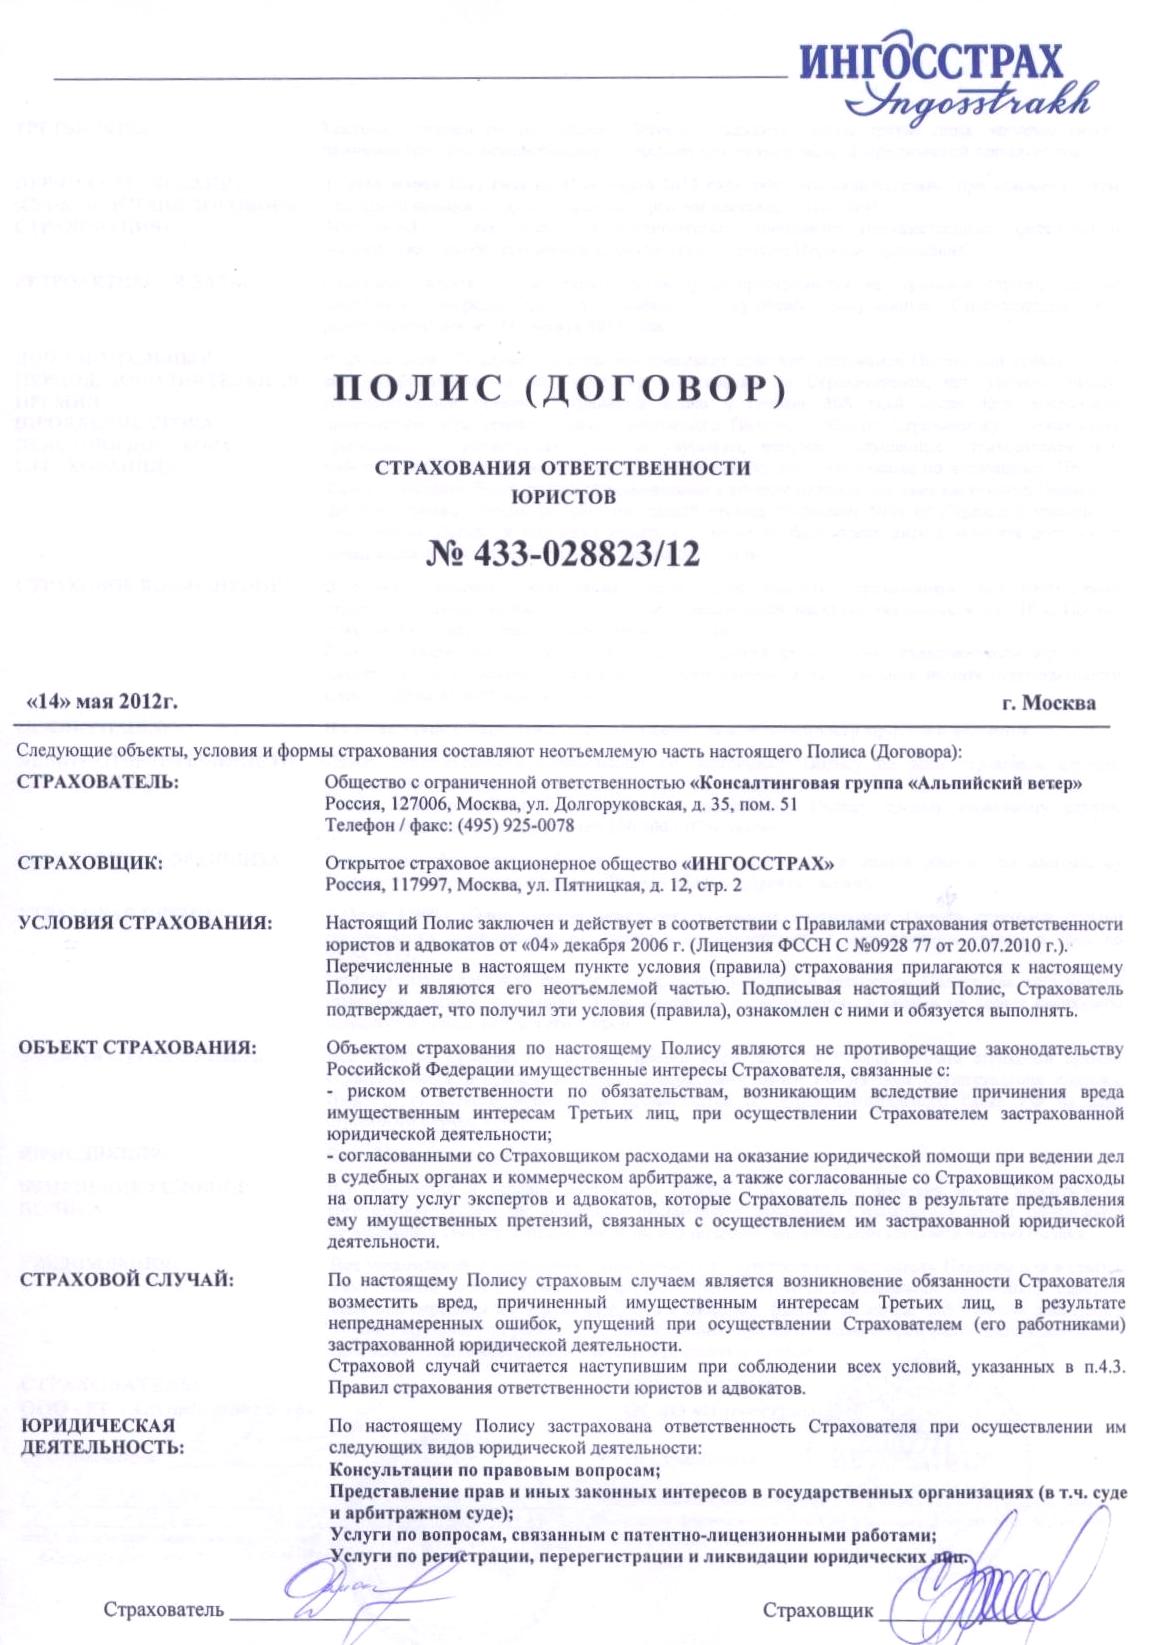 ИНГОССТРАХ
Ingosstrakh
ПОЛИС (ДОГОВОР)
СТРАХОВАНИЯ ОТВЕТСТВЕННОСТИ
ЮРИСТОВ
№ 433-028823/12
«14» мая 2012г. г. Москва
Следующие объекты, условия и формы страхования составляют неотъемлемую часть настоящего Полиса (Договора):
СТРАХОВАТЕЛЬ: Общество с ограниченной ответственностью «Консалтинговая группа «Альпийский ветер»
Россия, 127006, Москва, ул. Долгоруковская, д. 35, пом. 51
Телефон / факс: (495) 925-0078
СТРАХОВЩИК: Открытое страховое акционерное общество «ИНГОССТРАХ»
Россия, 117997, Москва, ул. Пятницкая, д. 12, стр. 2
УСЛОВИЯ СТРАХОВАНИЯ: Настоящий Полис заключен и действует в соответствии с Правилами страхования ответственности
юристов и адвокатов от «04» декабря 2006 г. (Лицензия ФССН С №0928 77 от 20.07.2010 г.).
Перечисленные в настоящем пункте условия (правила) страхования прилагаются к настоящему
Полису и являются его неотъемлемой частью. Подписывая настоящий Полис, Страхователь
подтверждает, что получил эти условия (правила), ознакомлен с ними и обязуется выполнять.
ОБЪЕКТ СТРАХОВАНИЯ: Объектом страхования по настоящему Полису являются не противоречащие законодательству
Российской Федерации имущественные интересы Страхователя, связанные с:
- риском ответственности по обязательствам, возникающим вследствие причинения вреда
имущественным интересам Третьих лиц, при осуществлении Страхователем застрахованной
юридической деятельности;
- согласованными со Страховщиком расходами на оказание юридической помощи при ведении дел
в судебных органах и коммерческом арбитраже, а также согласованные со Страховщиком расходы
на оплату услуг экспертов и адвокатов, которые Страхователь понес в результате предъявления
ему имущественных претензий, связанных с осуществлением им застрахованной юридической
деятельности.
СТРАХОВОЙ СЛУЧАЙ: По настоящему Полису страховым случаем является возникновение обязанности Страхователя
возместить вред, причиненный имущественным интересам Третьих лиц, в результате
непреднамеренных ошибок, упущений при осуществлении Страхователем (его работниками)
застрахованной юридической деятельности.
Страховой случай считается наступившим при соблюдении всех условий, указанных в п.4.3.
Правил страхования ответственности юристов и адвокатов.
ЮРИДИЧЕСКАЯ ДЕЯТЕЛЬНОСТЬ: По настоящему Полису застрахована ответственность Страхователя при осуществлении им
следующих видов юридической деятельности:
Консультации по правовым вопросам;
Представление прав и иных законных интересов в государственных организациях (в т.ч. суде
и арбитражном суде);
Услуги по вопросам, связанным с патентно-лицензионными работами;
Услуги по регистрации, перерегистрации и ликвидации юридических лиц.
Страхователь Страховщик